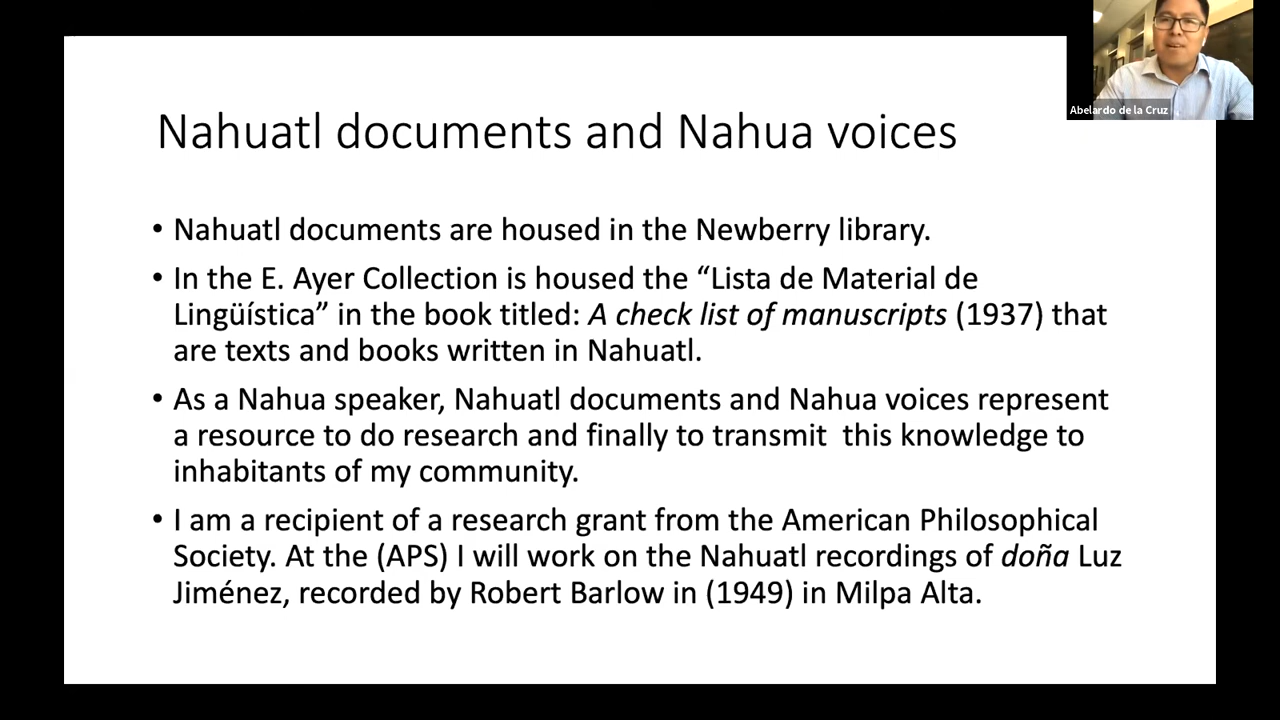 Abelardo de la Cruz
Nahuatl documents and Nahua voices
• Nahuatl documents are housed in the Newberry library.
• In the E. Ayer Collection is housed the “Lista de Material de
Lingüística” in the book titled: A check list of manuscripts (1937) that
are texts and books written in Nahuatl.
• As a Nahua speaker, Nahuatl documents and Nahua voices represent
a resource to do research and finally to transmit  this knowledge to
inhabitants of my community.
• I am a recipient of a research grant from the American Philosophical
Society. At the (APS) I will work on the Nahuatl recordings of doña Luz
Jiménez, recorded by Robert Barlow in (1949) in Milpa Alta.